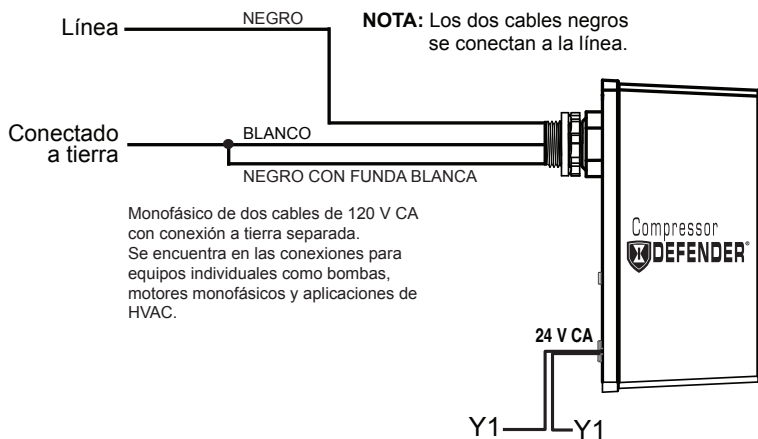 NEGRO
Línea
NOTA: Los dos cables negros
se conectan a la línea.
Conectado
a tierra
BLANCO
NEGRO CON FUNDA BLANCA
Monofásico de dos cables de 120 V CA
con conexión a tierra separada.
Se encuentra en las conexiones para
equipos individuales como bombas,
motores monofásicos y aplicaciones de
HVAC.
Compressor
DEFENDER®
24 V CA
Y1
Y1